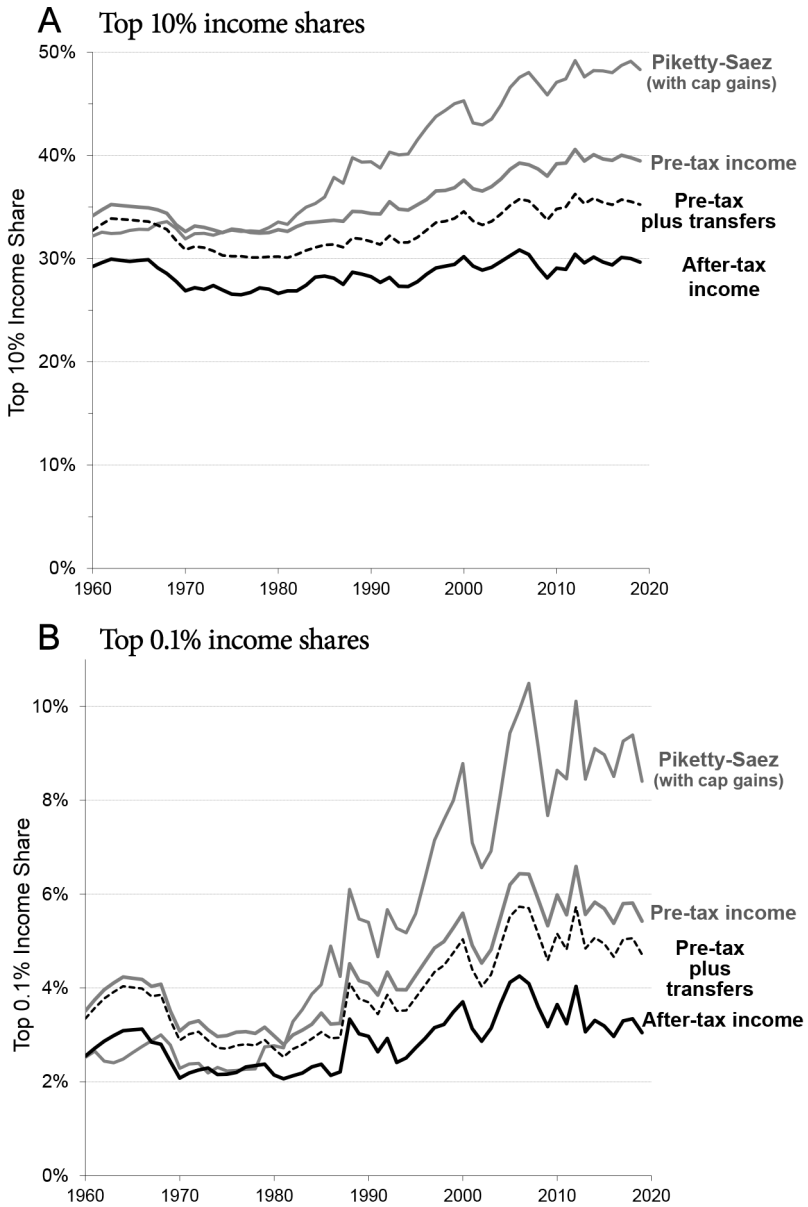 A Top 10% income shares
50%
40%
30%
20%
10%
0%
Top 10% Income Share
Piketty-Saez
(with cap gains)
Pre-tax income
Pre-tax
plus transfers
After-tax
income
1960 1970 1980 1990 2000 2010 2020
B Top 0.1% income shares
10%
8%
6%
4%
2%
0%
Top 0.1% Income Share
Piketty-Saez
(with cap gains)
Pre-tax income
Pre-tax
plus
transfers
After-tax income
1960 1970 1980 1990 2000 2010 2020